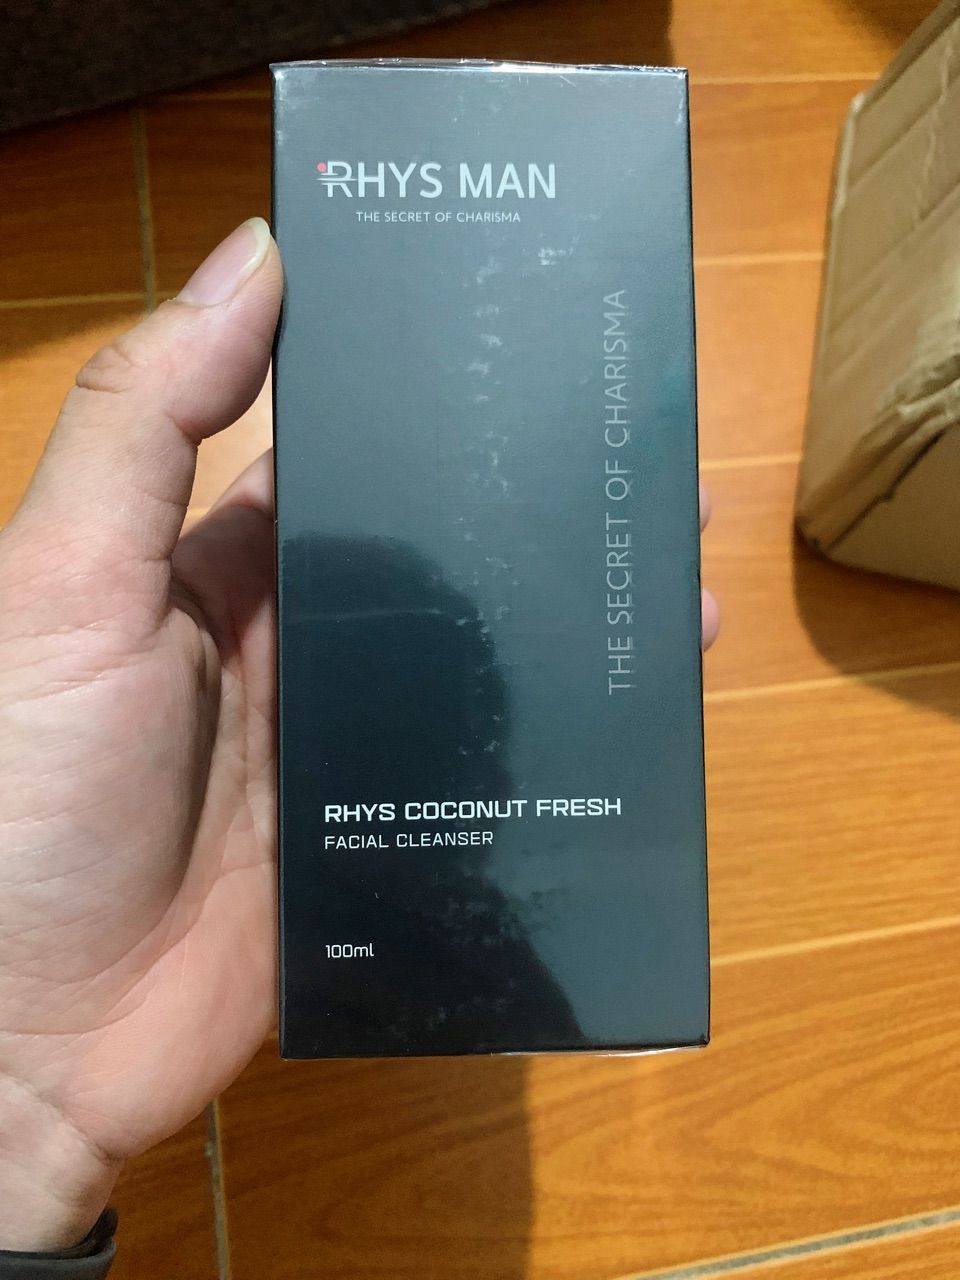 RHYS MAN
THE SECRET OF CHARISMA
THE SECRET OF CHARISMA
RHYS COCONUT FRESH
FACIAL CLEANSER
100ml